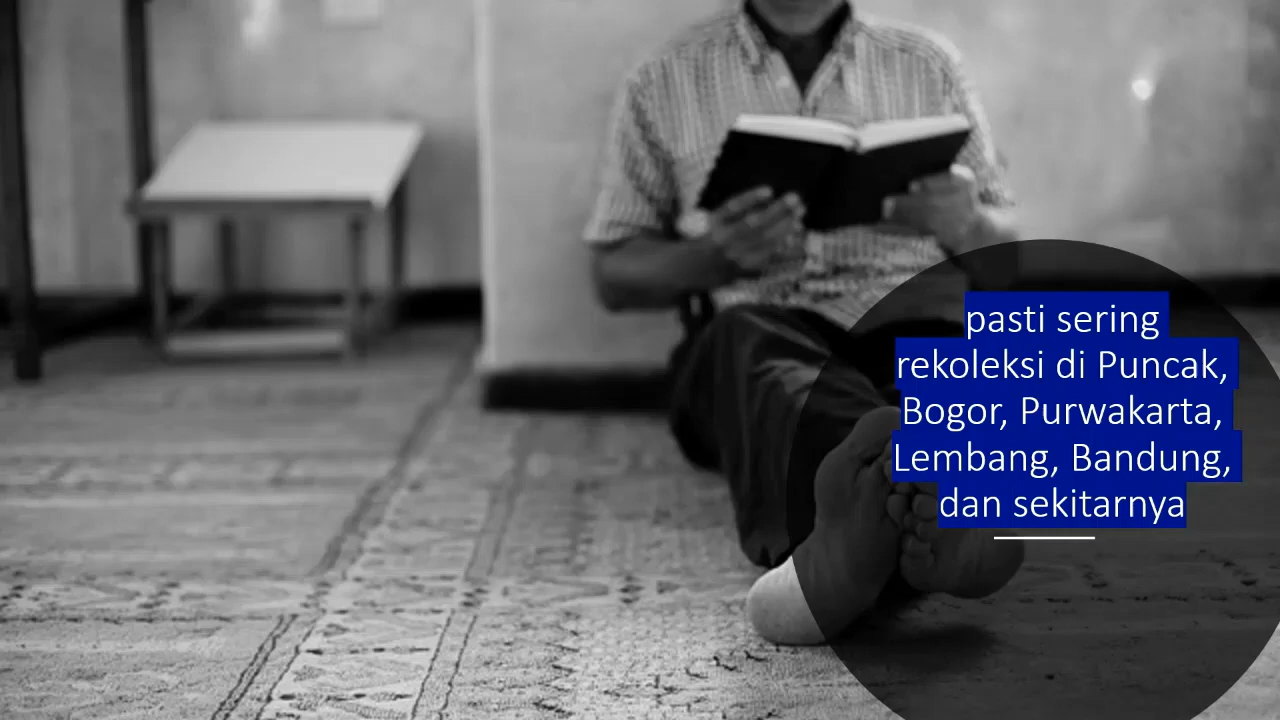 pasti sering
rekoleksi di Puncak,
Bogor, Purwakarta,
Lembang, Bandung,
dan sekitarnya